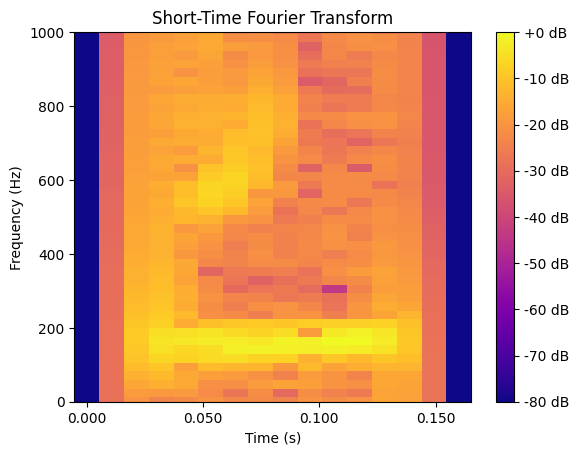 Short-Time Fourier Transform
1000
800
600
400
200
0
Frequency (Hz)
0.000
0.050
0.100
0.150
Time (s)
+0 dB
-10 dB
-20 dB
-30 dB
-40 dB
-50 dB
-60 dB
-70 dB
-80 dB